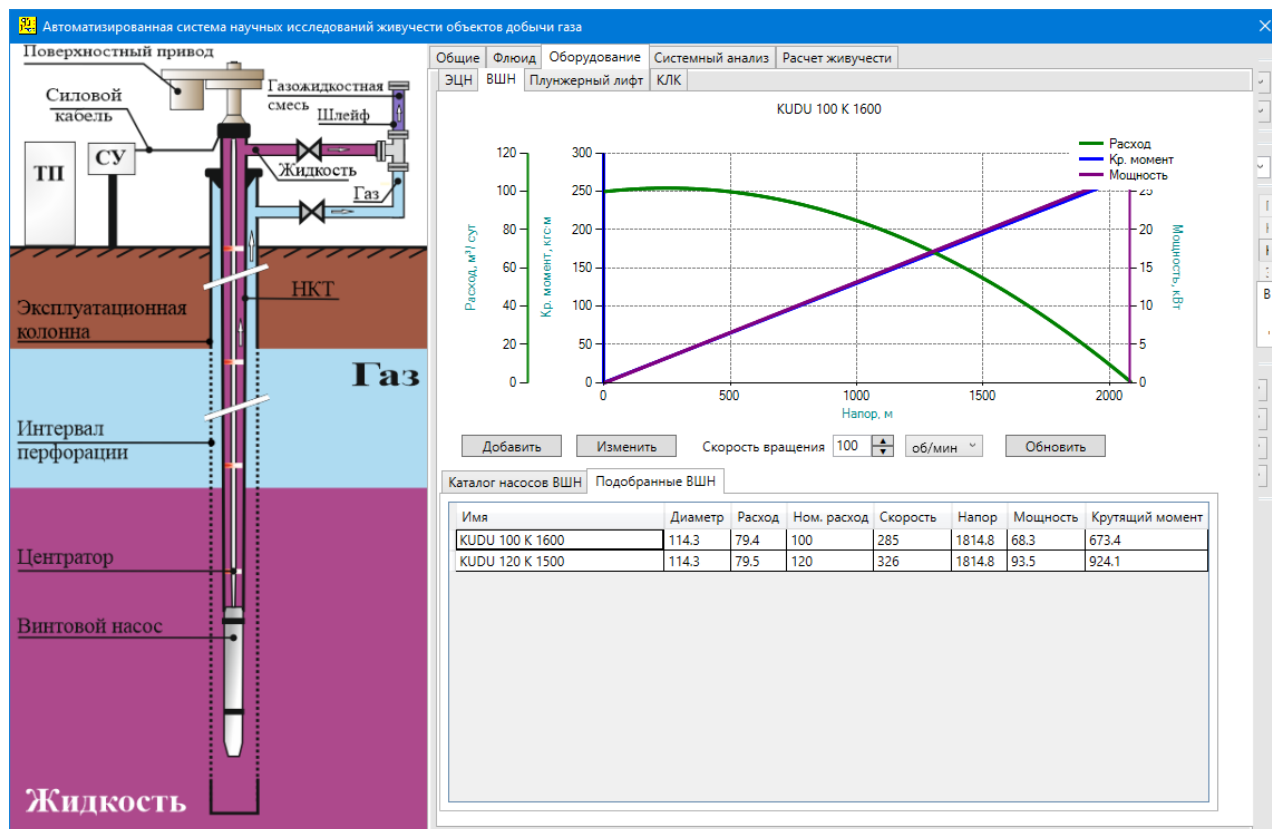 Автоматизированная система научных исследований живучести объектов добычи газа
Поверхностный привод
Силовой
кабель
Газожидкостная
смесь
Шлейф
ТП
СУ
Жидкость
Газ
НКТ
Эксплуатационная
колонна
Газ
Интервал
перфорации
Центратор
Винтовой насос
Жидкость
Общие Флюид Оборудование Системный анализ Расчет живучести
ЭЦН ВШН Плунжерный лифт КЛК
KUDU 100 K 1600
Расход
Кр. момент
Мощность
120 300
100 250 25
80 200 20
60 150 15
40 100 10
20 50 5
0 0 0
Расход, м³/ сут
Кр. момент, кгс·м
Мощность, кВт
0 500 1000 1500 2000
Напор, м
Добавить Изменить Скорость вращения 100 об/мин Обновить
Каталог насосов ВШН Подобранные ВШН
Имя Диаметр Расход Ном. расход Скорость Напор Мощность Крутящий момент
KUDU 100 K 1600 114.3 79.4 100 285 1814.8 68.3 673.4
KUDU 120 K 1500 114.3 79.5 120 326 1814.8 93.5 924.1